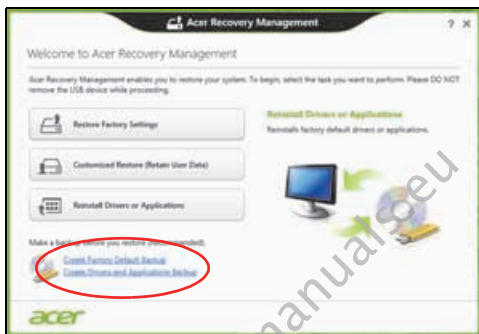 Acer Recovery Management
? ×
Welcome to Acer Recovery Management
Acer Recovery Management enables you to restore your system. To begin, select the task you want to perform. Please DO NOT
remove the USB device while proceeding.
Restore Factory Settings
Customized Restore (Retain User Data)
Reinstall Drivers or Applications
Reinstall Drivers or Applications
Reinstalls factory default drivers or applications.
Make a backup before you restore (recommended):
Create Factory Default Backup
Create Drivers and Applications Backup
acer
manuals.eu